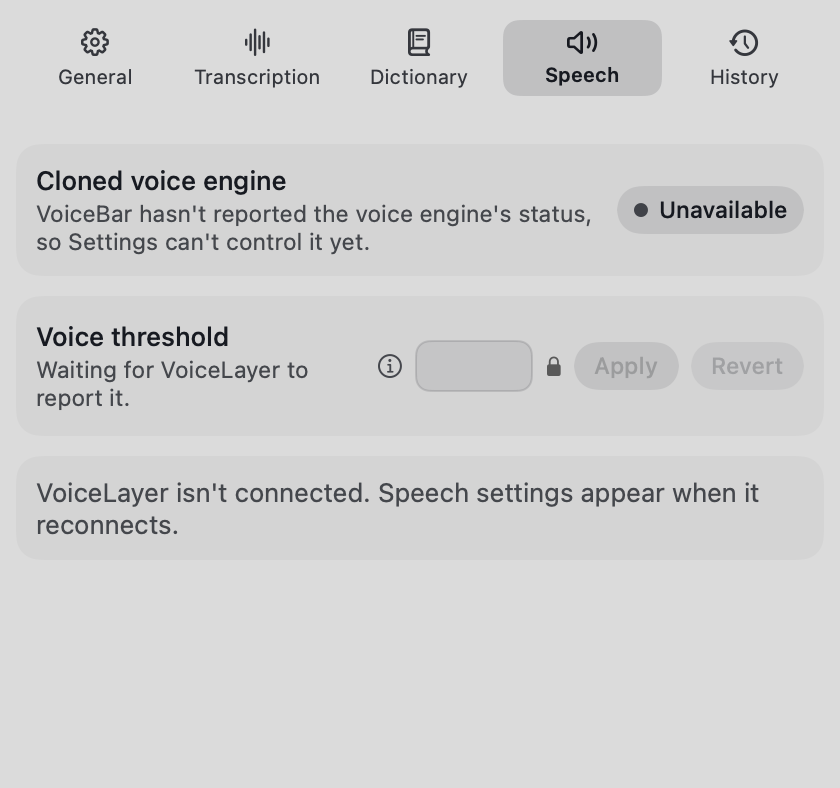 General
Transcription
Dictionary
Speech
History
Cloned voice engine
VoiceBar hasn't reported the voice engine's status,
so Settings can't control it yet.
Unavailable
Voice threshold
Waiting for VoiceLayer to
report it.
Apply
Revert
VoiceLayer isn't connected. Speech settings appear when it
reconnects.